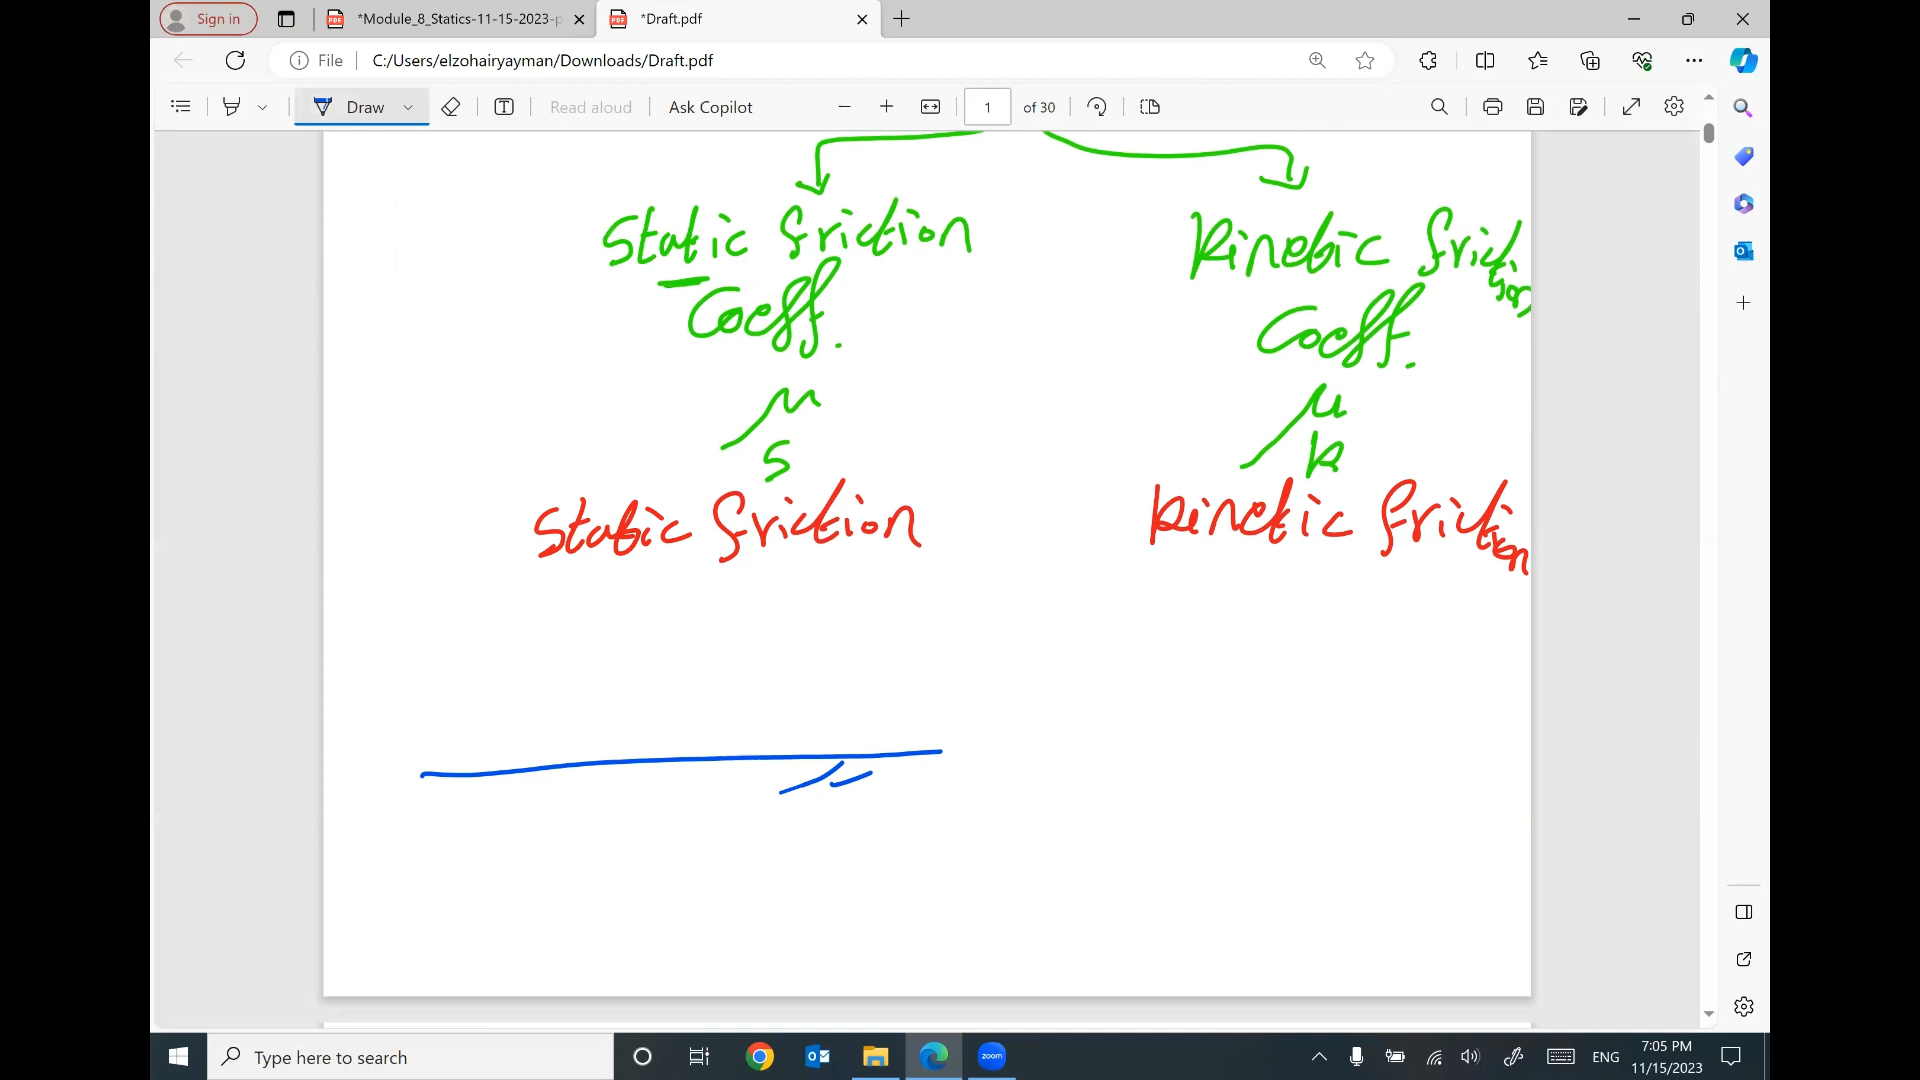 Sign in
*Module_8_Statics-11-15-2023-p
*Draft.pdf
File
C:/Users/elzohairyayman/Downloads/Draft.pdf
Draw
Read aloud
Ask Copilot
1
of 30
Static friction
Coeff.
μ
s
kinetic friction
Coeff.
μ
k
Static friction
kinetic friction
Type here to search
zoom
ENG
7:05 PM
11/15/2023